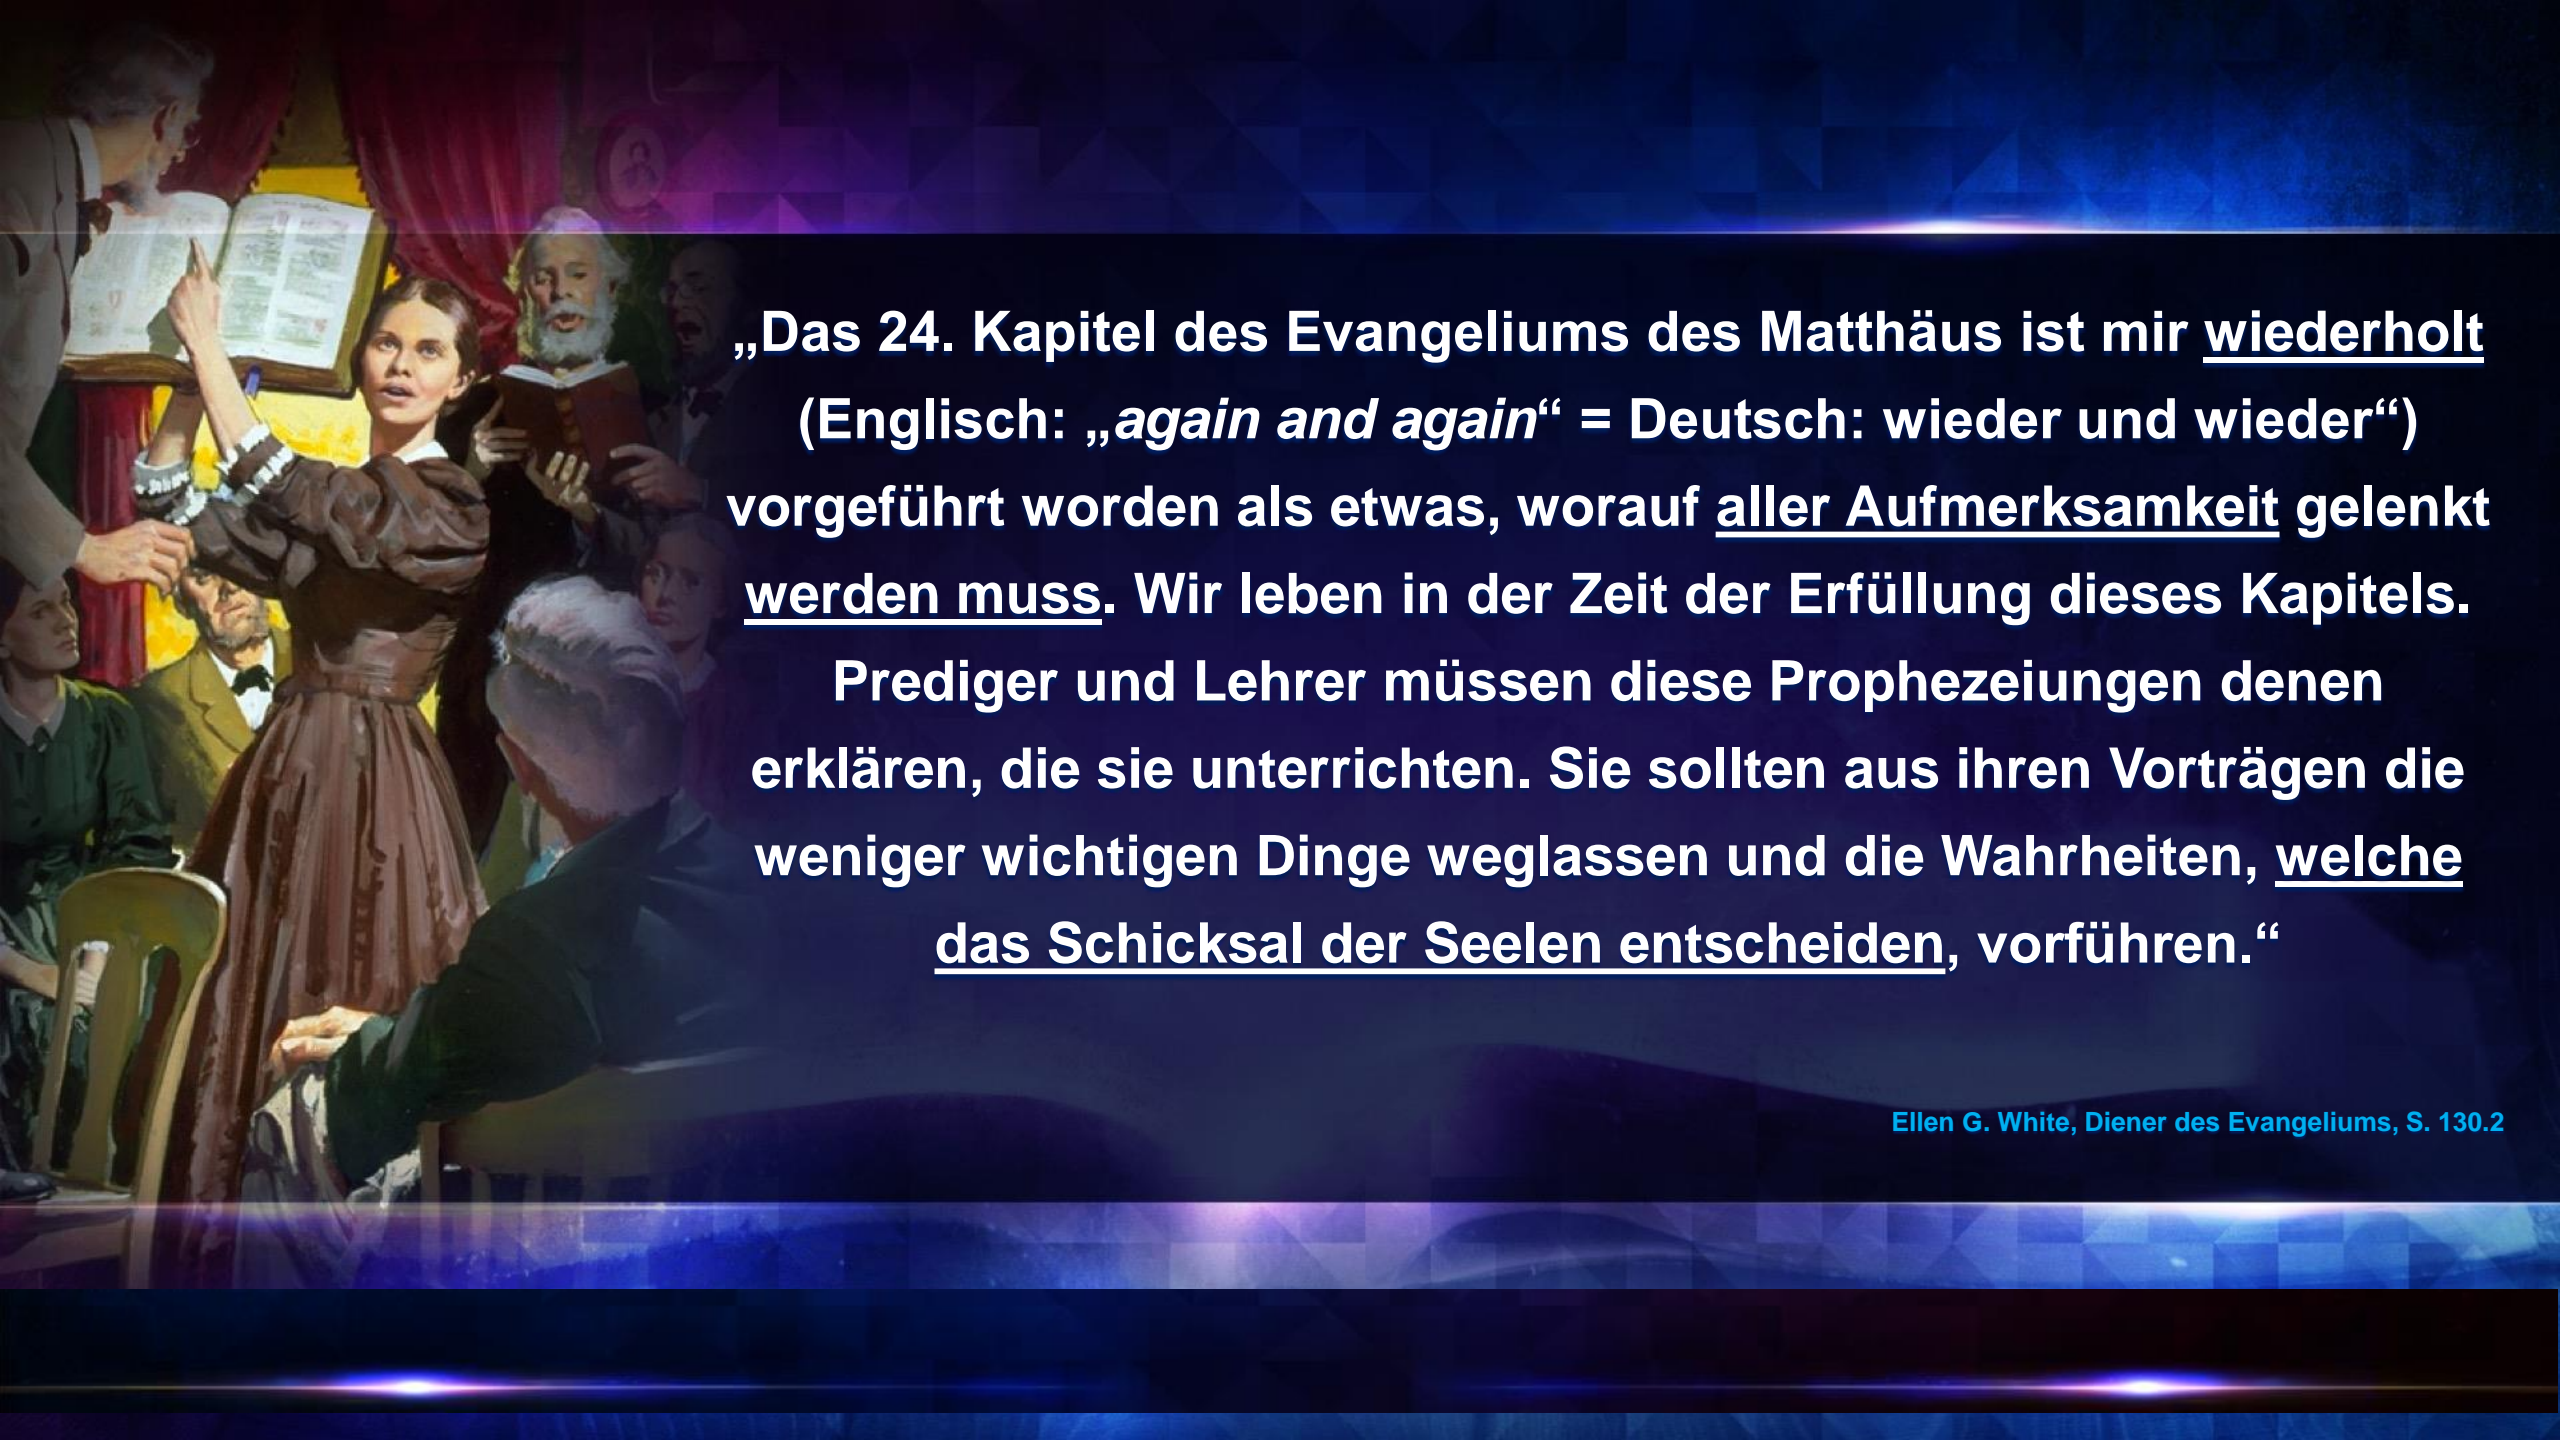 „Das 24. Kapitel des Evangeliums des Matthäus ist mir wiederholt
(Englisch: „again and again“ = Deutsch: wieder und wieder“)
vorgeführt worden als etwas, worauf aller Aufmerksamkeit gelenkt
werden muss. Wir leben in der Zeit der Erfüllung dieses Kapitels.
Prediger und Lehrer müssen diese Prophezeiungen denen
erklären, die sie unterrichten. Sie sollten aus ihren Vorträgen die
weniger wichtigen Dinge weglassen und die Wahrheiten, welche
das Schicksal der Seelen entscheiden, vorführen.“
Ellen G. White, Diener des Evangeliums, S. 130.2